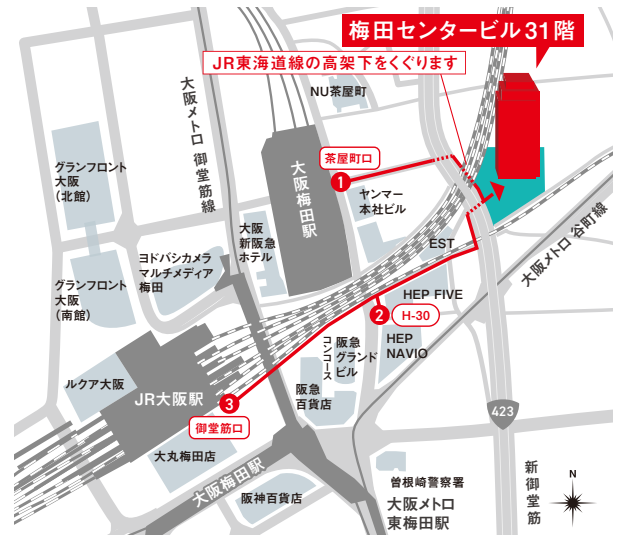 梅田センタービル31階
JR東海道線の高架下をくぐります
NU茶屋町
大阪メトロ 御堂筋線
茶屋町口
1
大阪梅田駅
ヤンマー
本社ビル
グランフロント
大阪
(北館)
大阪
新阪急
ホテル
EST
大阪メトロ 谷町線
ヨドバシカメラ
マルチメディア
梅田
グランフロント
大阪
(南館)
HEP FIVE
2
H-30
HEP
NAVIO
コンコース
阪急
グランド
ビル
ルクア大阪
JR大阪駅
3
阪急
百貨店
御堂筋口
423
大丸梅田店
大阪梅田駅
阪神百貨店
曽根崎警察署
大阪メトロ
東梅田駅
新御堂筋
N